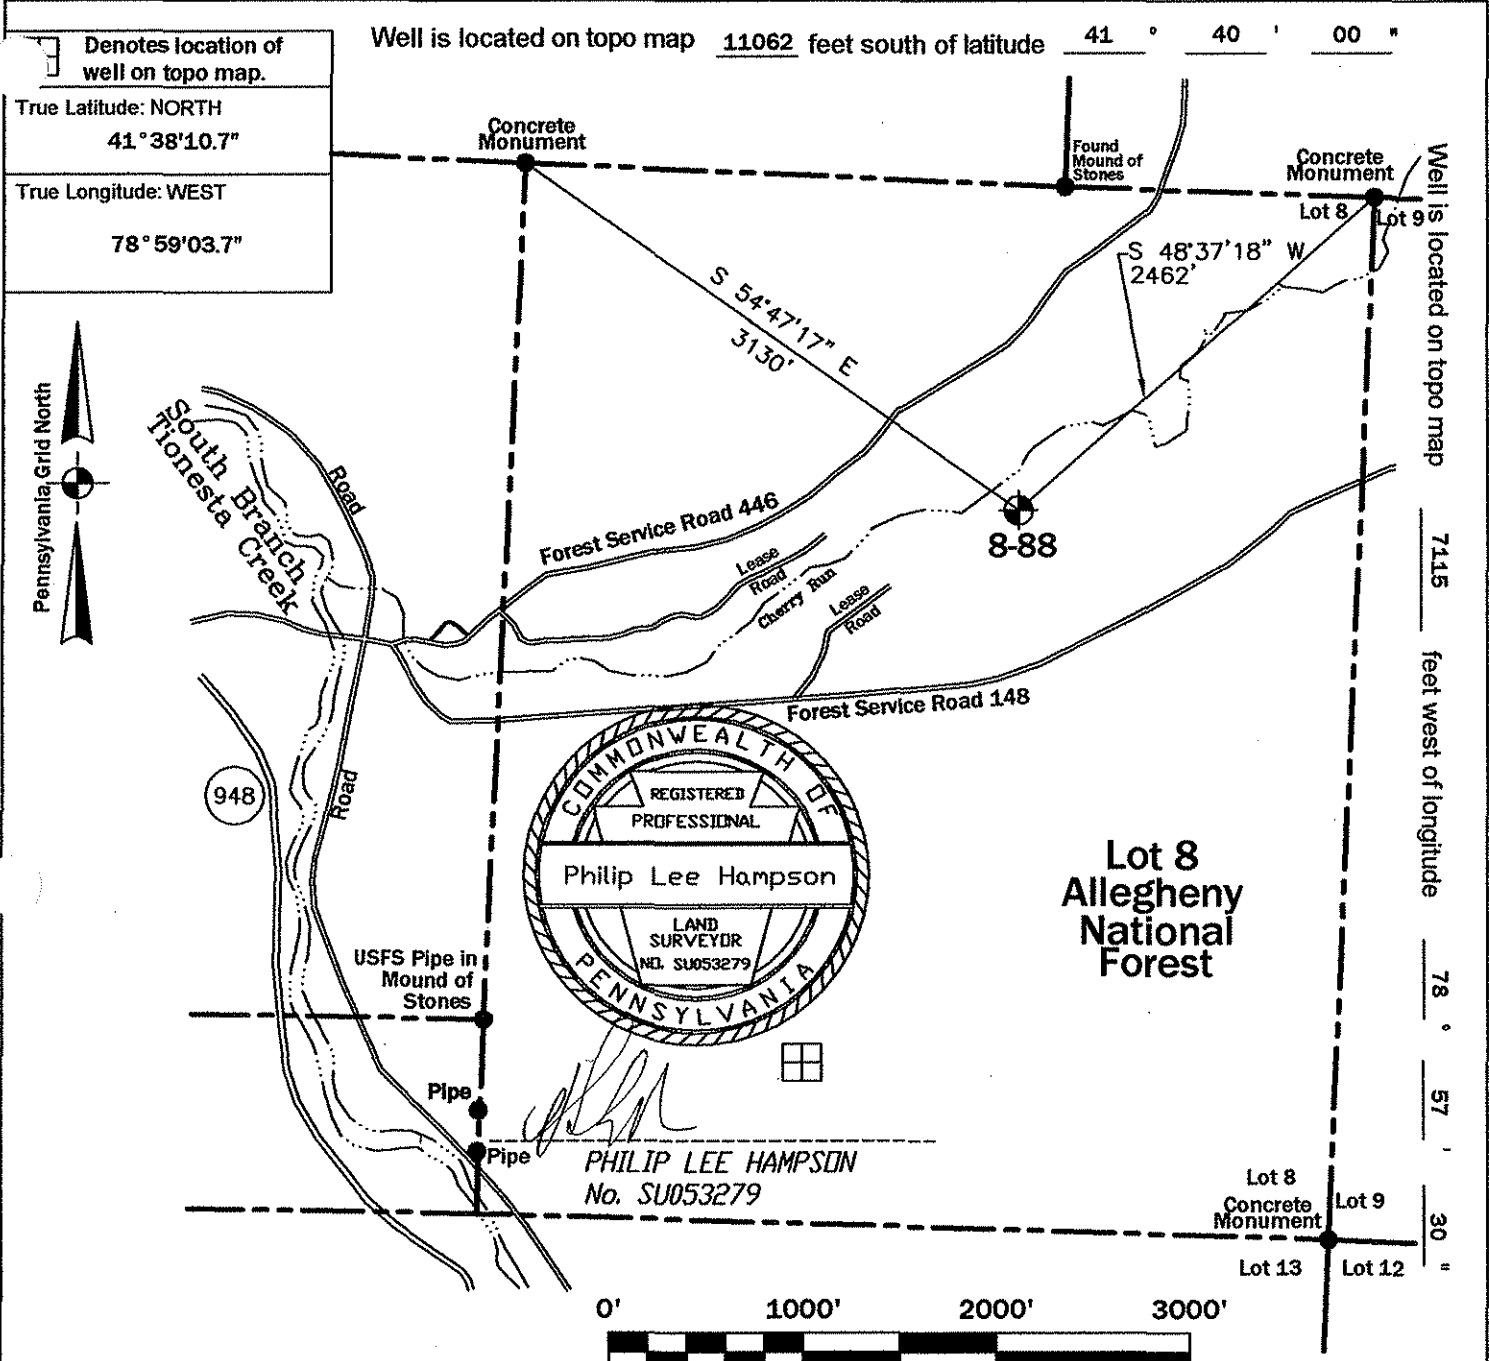 Well is located on topo map 11062 feet south of latitude 41 ° 40 ' 00 "
Denotes location of
well on topo map.
True Latitude: NORTH
41°38'10.7"
True Longitude: WEST
78°59'03.7"
Concrete
Monument
Found
Mound of
Stones
Concrete
Monument
Lot 8
Lot 9
Well is located on topo map 7115 feet west of longitude 78 ° 57 ' 30 "
S 48°37'18" W
2462'
S 54°47'17" E
3130'
Pennsylvania Grid North
South Branch
Tionesta Creek
Road
Forest Service Road 446
8-88
Lease
Road
Cherry Run
Lease
Road
Forest Service Road 148
948
Road
COMMONWEALTH OF
REGISTERED
PROFESSIONAL
Philip Lee Hampson
LAND
SURVEYOR
NO. SU053279
PENNSYLVANIA
Lot 8
Allegheny
National
Forest
USFS Pipe in
Mound of
Stones
Pipe
Pipe
PHILIP LEE HAMPSON
No. SU053279
Lot 8
Concrete
Monument
Lot 9
Lot 13
Lot 12
0' 1000' 2000' 3000'